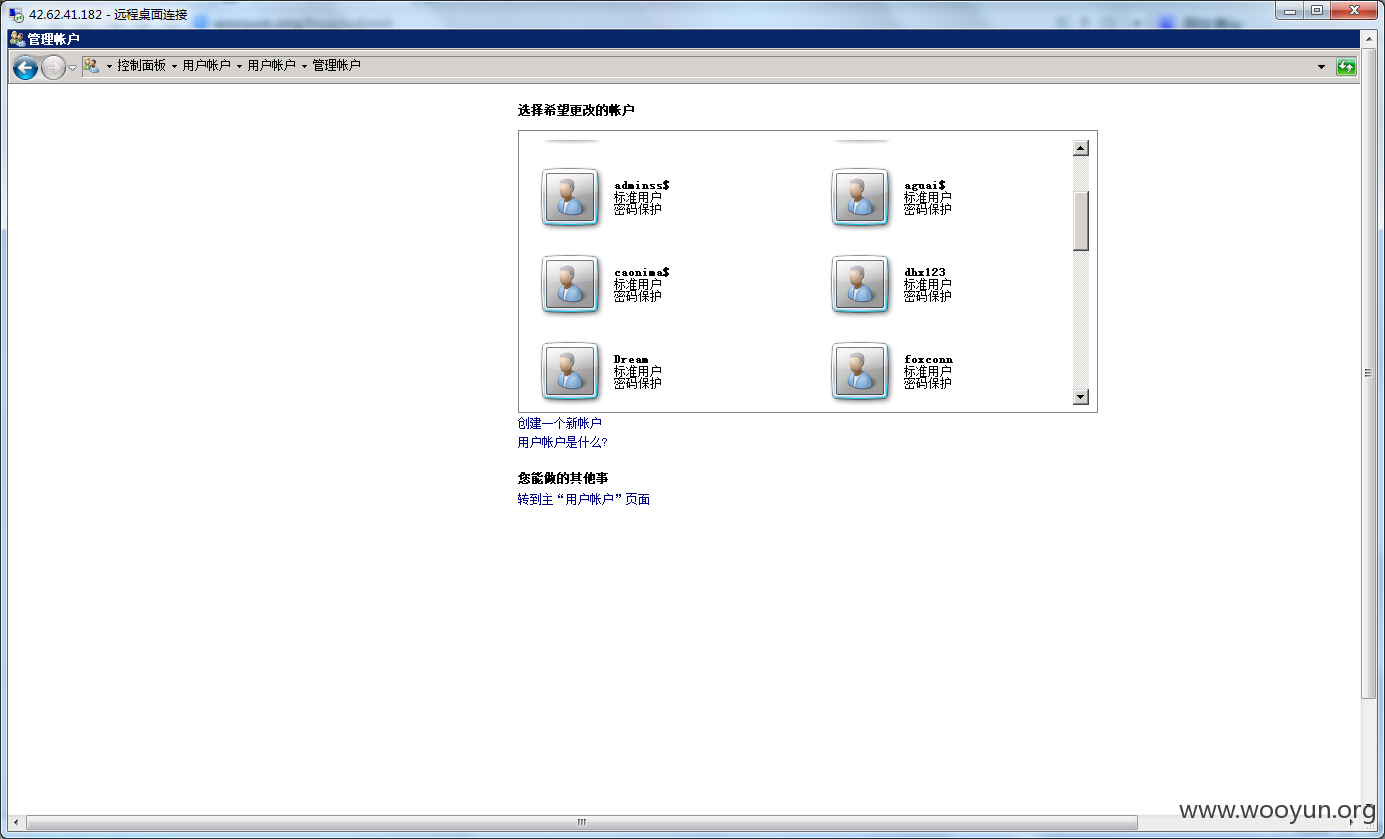 42.62.41.182 - 远程桌面连接
管理帐户
控制面板 用户帐户 用户帐户 管理帐户
选择希望更改的帐户
adminss$
标准用户
密码保护
aguai$
标准用户
密码保护
caonima$
标准用户
密码保护
dhx123
标准用户
密码保护
Dream
标准用户
密码保护
foxconn
标准用户
密码保护
创建一个新帐户
用户帐户是什么?
您能做的其他事
转到主“用户帐户”页面
www.wooyun.org